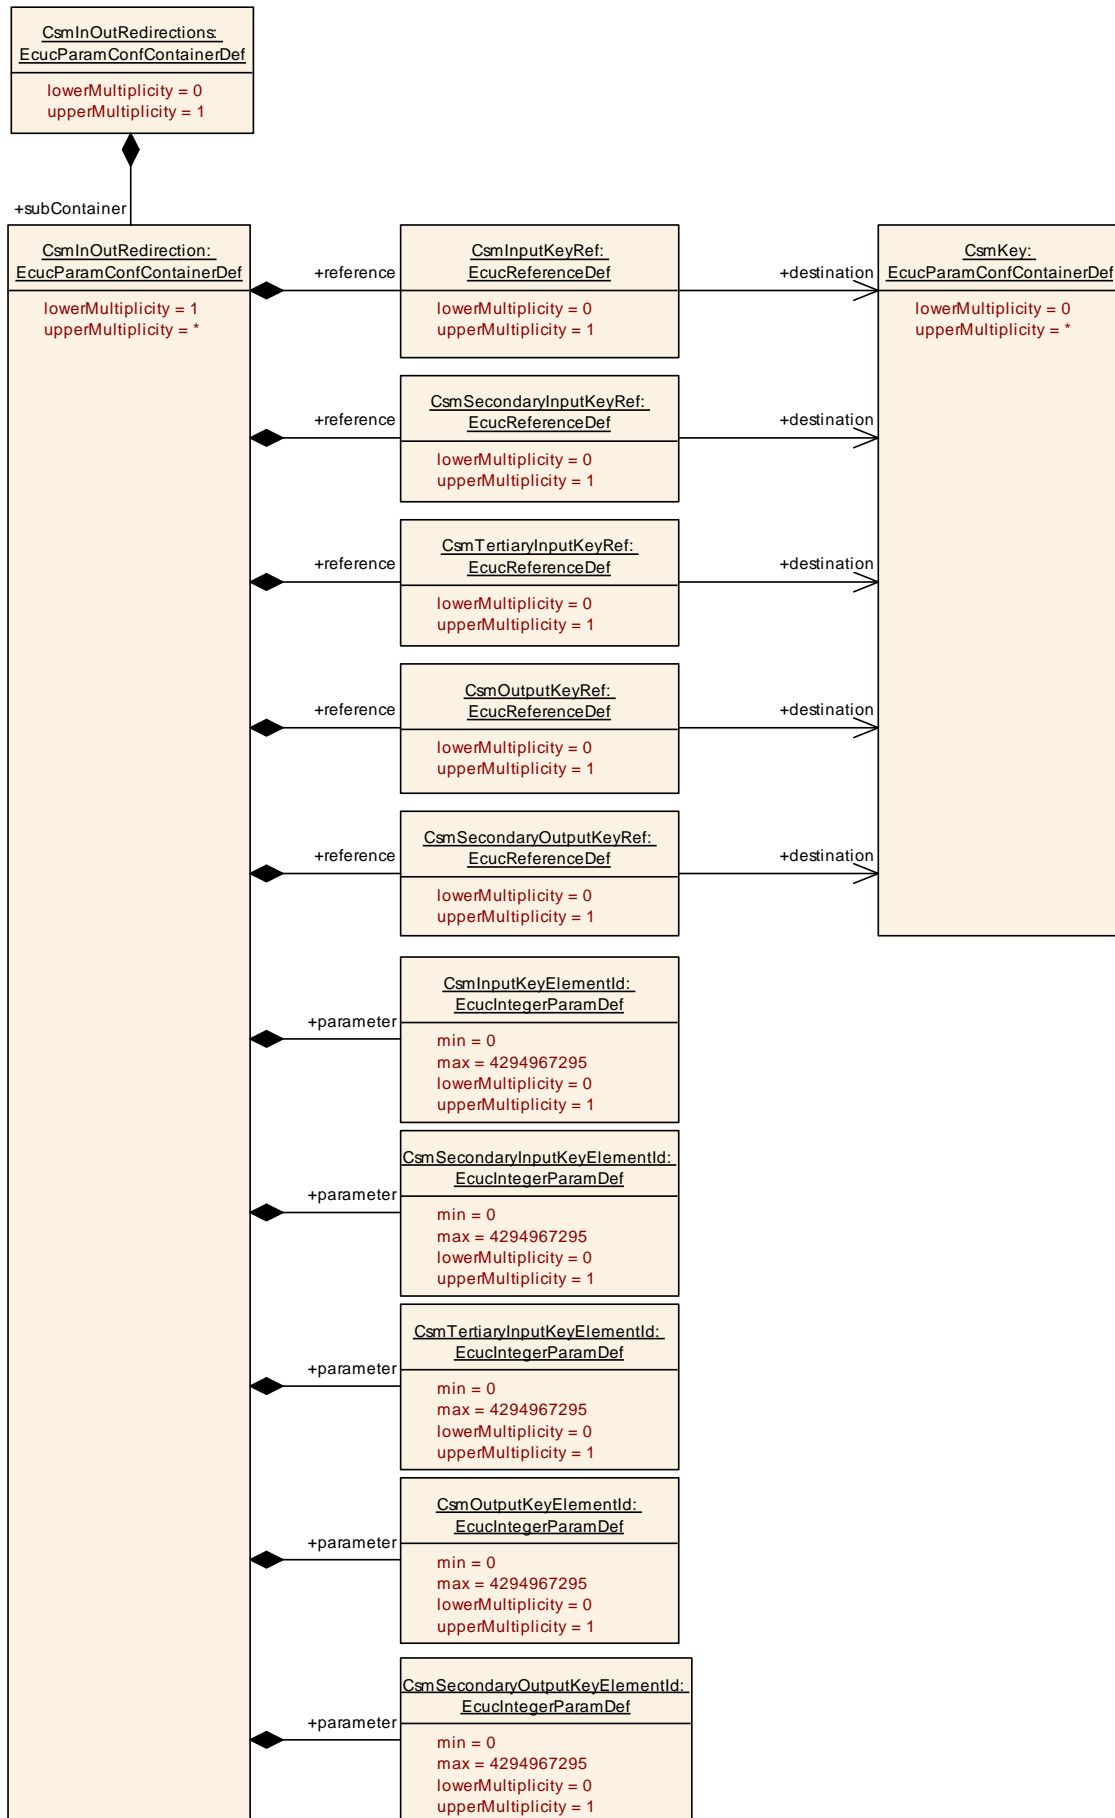 CsmInOutRedirections:
EcucParamConfContainerDef
lowerMultiplicity = 0
upperMultiplicity = 1
+subContainer
CsmInOutRedirection:
EcucParamConfContainerDef
lowerMultiplicity = 1
upperMultiplicity = *
+reference
CsmInputKeyRef:
EcucReferenceDef
lowerMultiplicity = 0
upperMultiplicity = 1
+destination
CsmKey:
EcucParamConfContainerDef
lowerMultiplicity = 0
upperMultiplicity = *
+reference
CsmSecondaryInputKeyRef:
EcucReferenceDef
lowerMultiplicity = 0
upperMultiplicity = 1
+destination
+reference
CsmTertiaryInputKeyRef:
EcucReferenceDef
lowerMultiplicity = 0
upperMultiplicity = 1
+destination
+reference
CsmOutputKeyRef:
EcucReferenceDef
lowerMultiplicity = 0
upperMultiplicity = 1
+destination
+reference
CsmSecondaryOutputKeyRef:
EcucReferenceDef
lowerMultiplicity = 0
upperMultiplicity = 1
+destination
+parameter
CsmInputKeyElementId:
EcucIntegerParamDef
min = 0
max = 4294967295
lowerMultiplicity = 0
upperMultiplicity = 1
+parameter
CsmSecondaryInputKeyElementId:
EcucIntegerParamDef
min = 0
max = 4294967295
lowerMultiplicity = 0
upperMultiplicity = 1
+parameter
CsmTertiaryInputKeyElementId:
EcucIntegerParamDef
min = 0
max = 4294967295
lowerMultiplicity = 0
upperMultiplicity = 1
+parameter
CsmOutputKeyElementId:
EcucIntegerParamDef
min = 0
max = 4294967295
lowerMultiplicity = 0
upperMultiplicity = 1
+parameter
CsmSecondaryOutputKeyElementId:
EcucIntegerParamDef
min = 0
max = 4294967295
lowerMultiplicity = 0
upperMultiplicity = 1